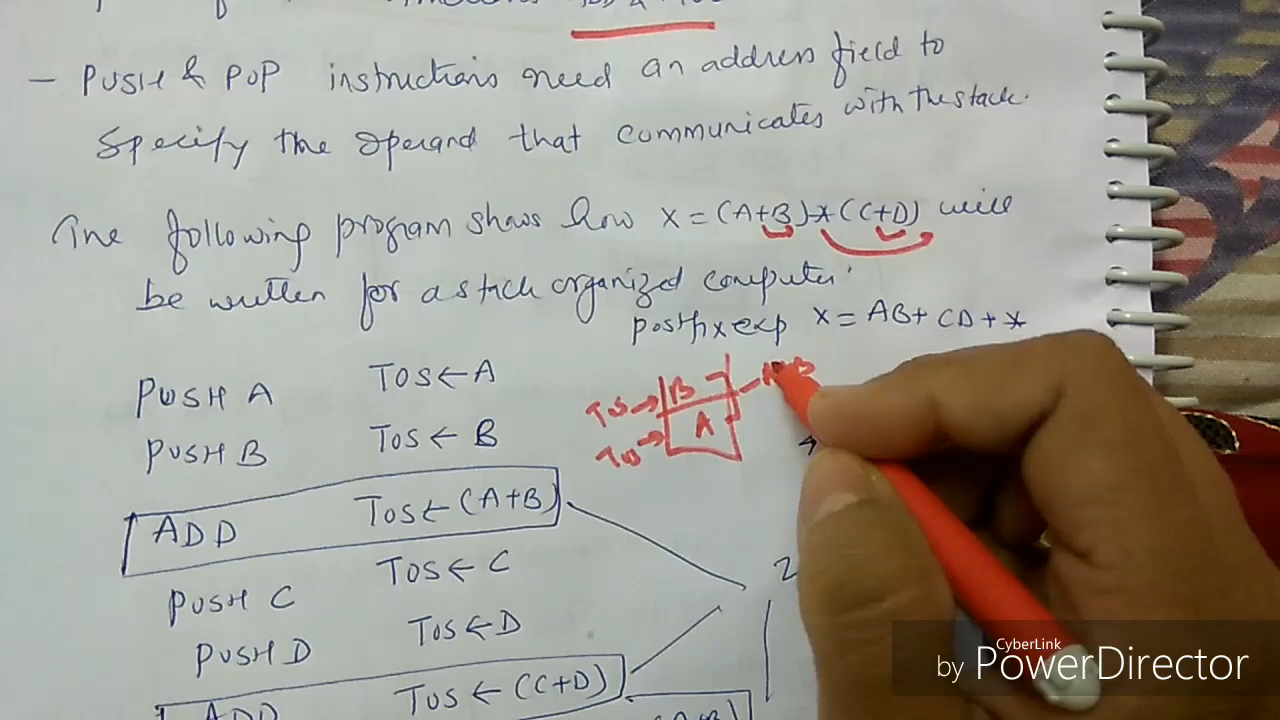 - PUSH & POP instructions need an address field to
specify the operand that communicates with the stack.
The following program shows how X = (A+B) * (C+D) will
be written for a stack organized computer.
postfix exp X = AB+ CD + *
PUSH A TOS ← A
PUSH B TOS ← B
ADD TOS ← (A+B)
PUSH C TOS ← C
PUSH D TOS ← D
ADD TOS ← (C+D)
TOS → B
TOS → A
2
CyberLink
by PowerDirector